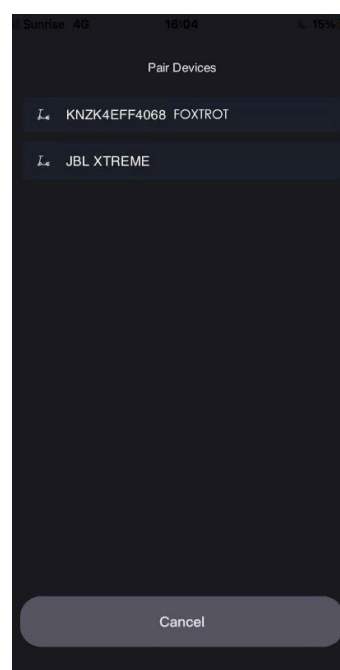 Sunrise 4G 16:04 15%
Pair Devices
KNZK4EFF4068 FOXTROT
JBL XTREME
Cancel